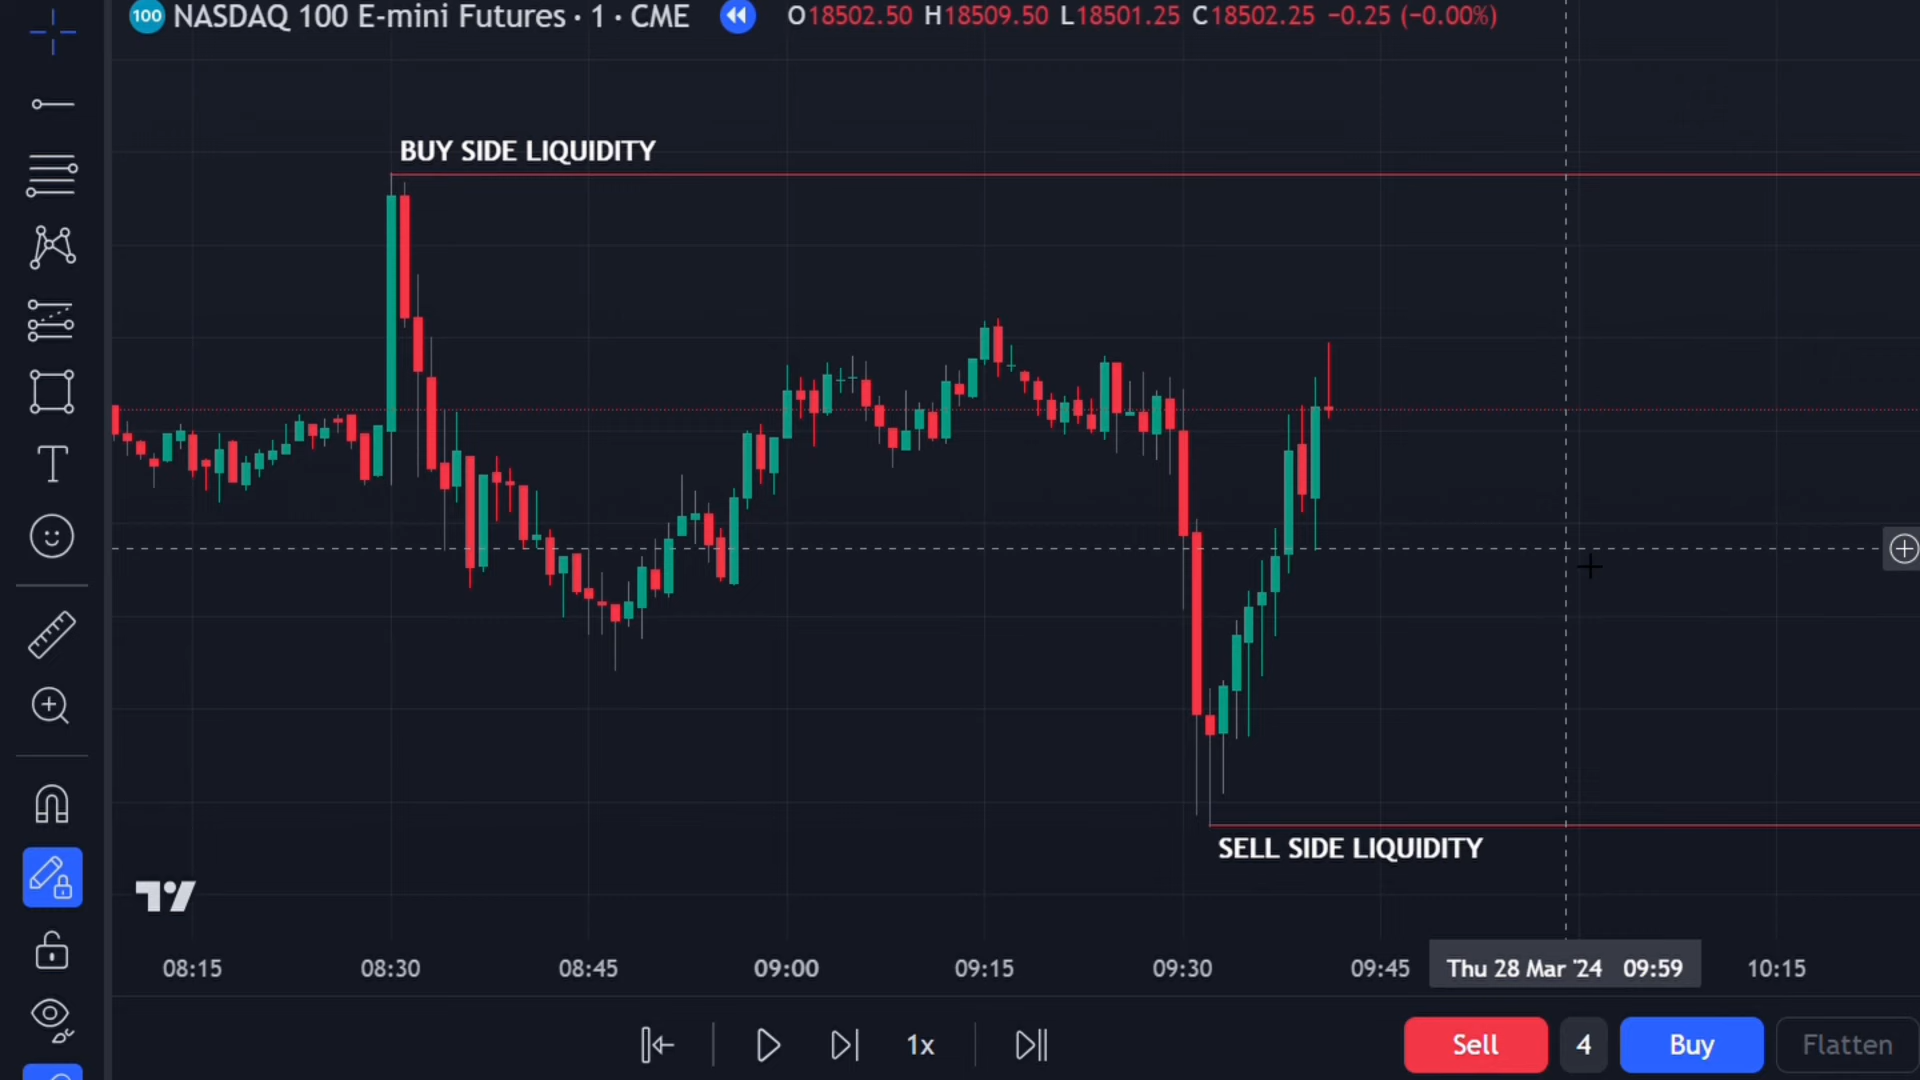 100 NASDAQ 100 E-mini Futures · 1 · CME O18502.50 H18509.50 L18501.25 C18502.25 −0.25 (−0.00%)
BUY SIDE LIQUIDITY
SELL SIDE LIQUIDITY
08:15 08:30 08:45 09:00 09:15 09:30 09:45 Thu 28 Mar '24 09:59 10:15
1x Sell 4 Buy Flatten